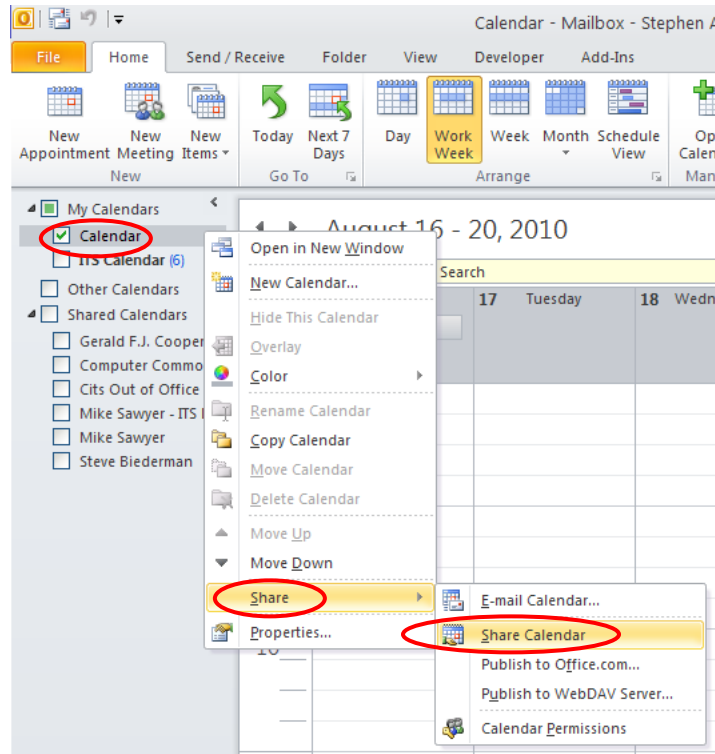 Calendar - Mailbox - Stephen A
File Home Send / Receive Folder View Developer Add-Ins
New Appointment New Meeting New Items Today Next 7 Days Day Work Week Week Month Schedule View Op Calen
New Go To Arrange Man
My Calendars
Calendar
ITS Calendar (6)
Other Calendars
Shared Calendars
Gerald F.J. Cooper
Computer Commo
Cits Out of Office
Mike Sawyer - ITS
Mike Sawyer
Steve Biederman
August 16 - 20, 2010
Search
17 Tuesday 18 Wedn
Open in New Window
New Calendar...
Hide This Calendar
Overlay
Color
Rename Calendar
Copy Calendar
Move Calendar
Delete Calendar
Move Up
Move Down
Share
Properties...
10
E-mail Calendar...
Share Calendar
Publish to Office.com...
Publish to WebDAV Server...
Calendar Permissions